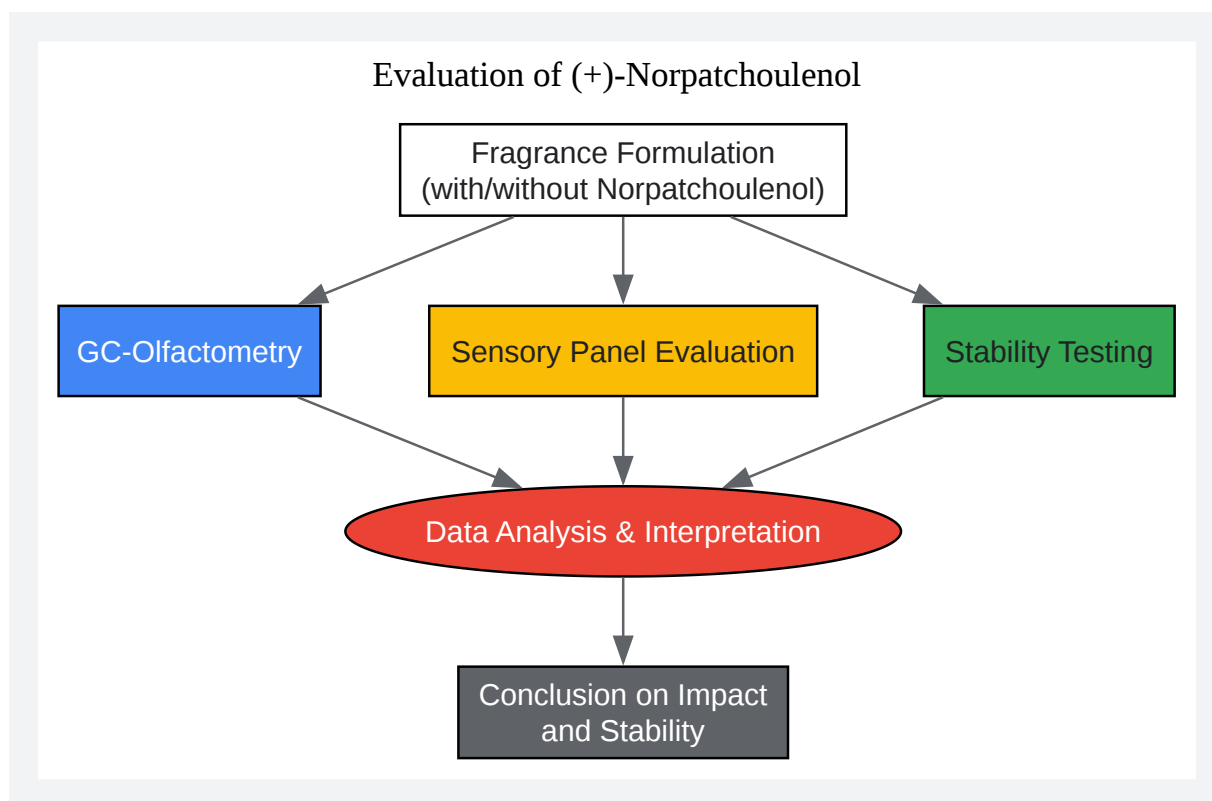 Evaluation of (+)-Norpatchoulenol
Fragrance Formulation
(with/without Norpatchoulenol)
GC-Olfactometry
Sensory Panel Evaluation
Stability Testing
Data Analysis & Interpretation
Conclusion on Impact
and Stability